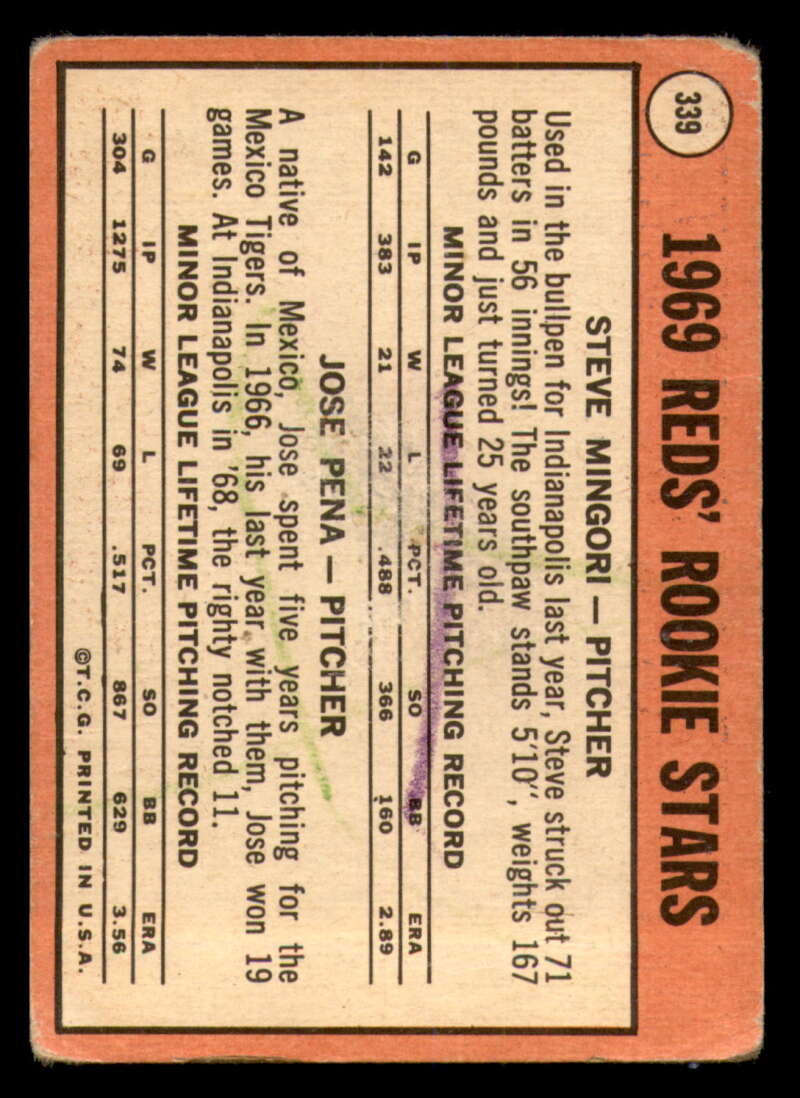 339
1969 REDS' ROOKIE STARS
STEVE MINGORI — PITCHER
Used in the bullpen for Indianapolis last year, Steve struck out 71
batters in 56 innings! The southpaw stands 5'10", weights 167
pounds and just turned 25 years old.
MINOR LEAGUE LIFETIME PITCHING RECORD
G IP W L PCT. SO BB ERA
142 383 21 22 .488 366 160 2.89
JOSE PENA — PITCHER
A native of Mexico, Jose spent five years pitching for the
Mexico Tigers. In 1966, his last year with them, Jose won 19
games. At Indianapolis in '68, the righty notched 11.
MINOR LEAGUE LIFETIME PITCHING RECORD
G IP W L PCT. SO BB ERA
304 1275 74 69 .517 867 629 3.56
©T.C.G. PRINTED IN U.S.A.